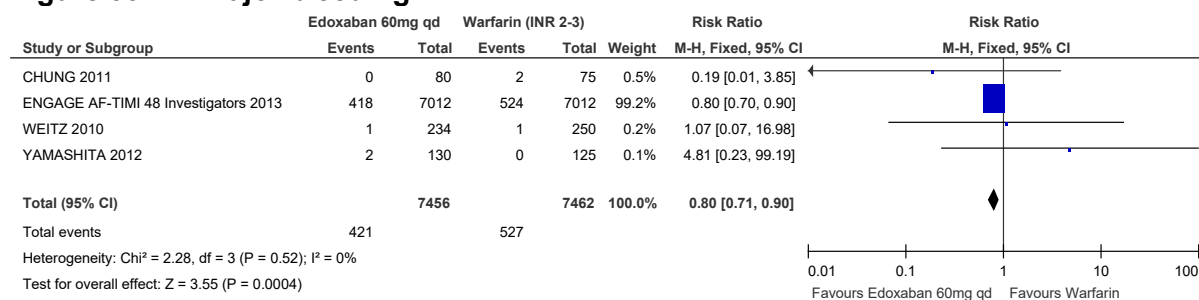 Edoxaban 60mg qd Warfarin (INR 2-3) Risk Ratio Risk Ratio
Study or Subgroup Events Total Events Total Weight M-H, Fixed, 95% CI M-H, Fixed, 95% CI
CHUNG 2011 0 80 2 75 0.5% 0.19 [0.01, 3.85]
ENGAGE AF-TIMI 48 Investigators 2013 418 7012 524 7012 99.2% 0.80 [0.70, 0.90]
WEITZ 2010 1 234 1 250 0.2% 1.07 [0.07, 16.98]
YAMASHITA 2012 2 130 0 125 0.1% 4.81 [0.23, 99.19]
Total (95% CI) 7456 7462 100.0% 0.80 [0.71, 0.90]
Total events 421 527
Heterogeneity: Chi² = 2.28, df = 3 (P = 0.52); I² = 0%
Test for overall effect: Z = 3.55 (P = 0.0004)
0.01 0.1 1 10 100
Favours Edoxaban 60mg qd Favours Warfarin